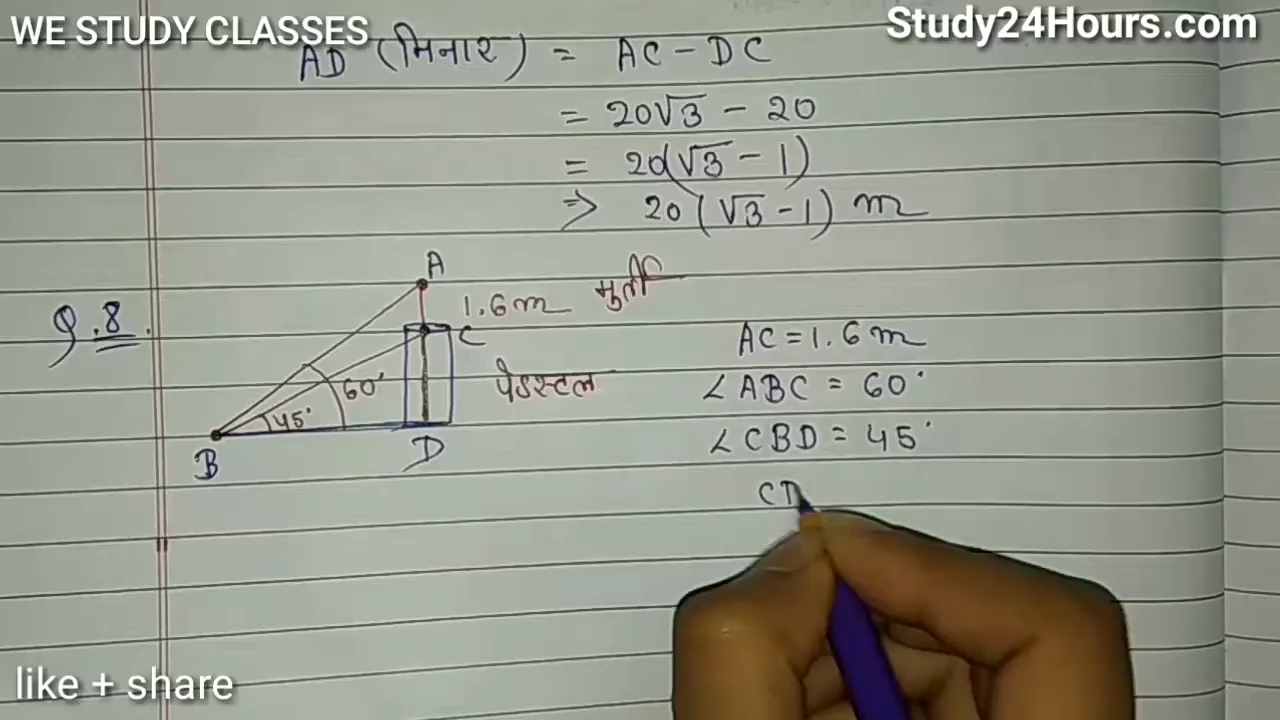 WE STUDY CLASSES
Study24Hours.com
AD (मिनार) = AC - DC
= 20√3 - 20
= 20(√3 - 1)
⇒ 20(√3 - 1) m
Q.8.
A
1.6m मुर्ती
C
60°
पेडस्टल
45°
B
D
AC = 1.6m
∠ABC = 60°
∠CBD = 45°
CD
like + share